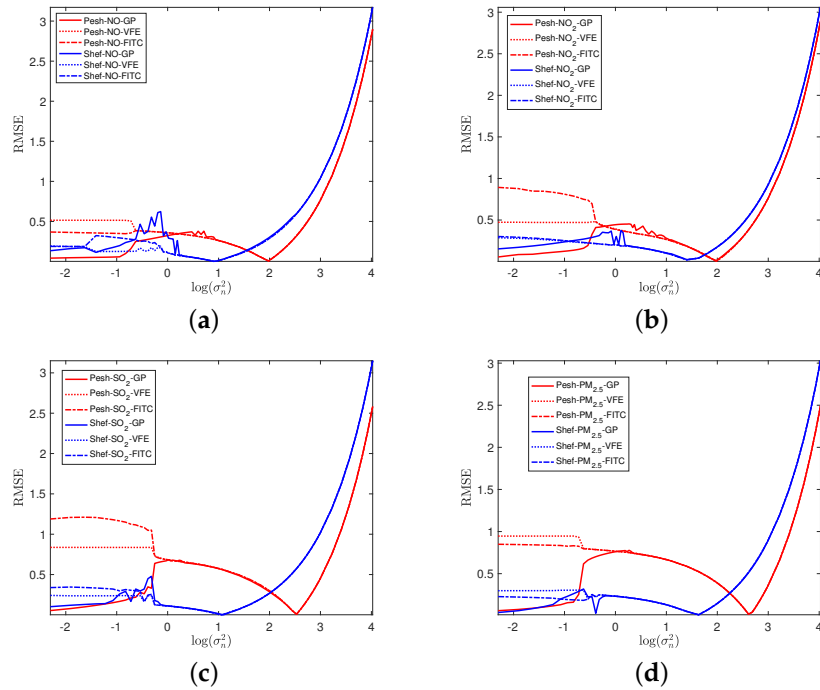 Pesh-NO-GP
Pesh-NO-VFE
Pesh-NO-FITC
Shef-NO-GP
Shef-NO-VFE
Shef-NO-FITC
3
2.5
2
1.5
1
0.5
RMSE
-2 -1 0 1 2 3 4
log(σ²ₙ)
(a)
Pesh-NO₂-GP
Pesh-NO₂-VFE
Pesh-NO₂-FITC
Shef-NO₂-GP
Shef-NO₂-VFE
Shef-NO₂-FITC
3
2.5
2
1.5
1
0.5
RMSE
-2 -1 0 1 2 3 4
log(σ²ₙ)
(b)
Pesh-SO₂-GP
Pesh-SO₂-VFE
Pesh-SO₂-FITC
Shef-SO₂-GP
Shef-SO₂-VFE
Shef-SO₂-FITC
3
2.5
2
1.5
1
0.5
RMSE
-2 -1 0 1 2 3 4
log(σ²ₙ)
(c)
Pesh-PM₂.₅-GP
Pesh-PM₂.₅-VFE
Pesh-PM₂.₅-FITC
Shef-PM₂.₅-GP
Shef-PM₂.₅-VFE
Shef-PM₂.₅-FITC
3
2.5
2
1.5
1
0.5
RMSE
-2 -1 0 1 2 3 4
log(σ²ₙ)
(d)